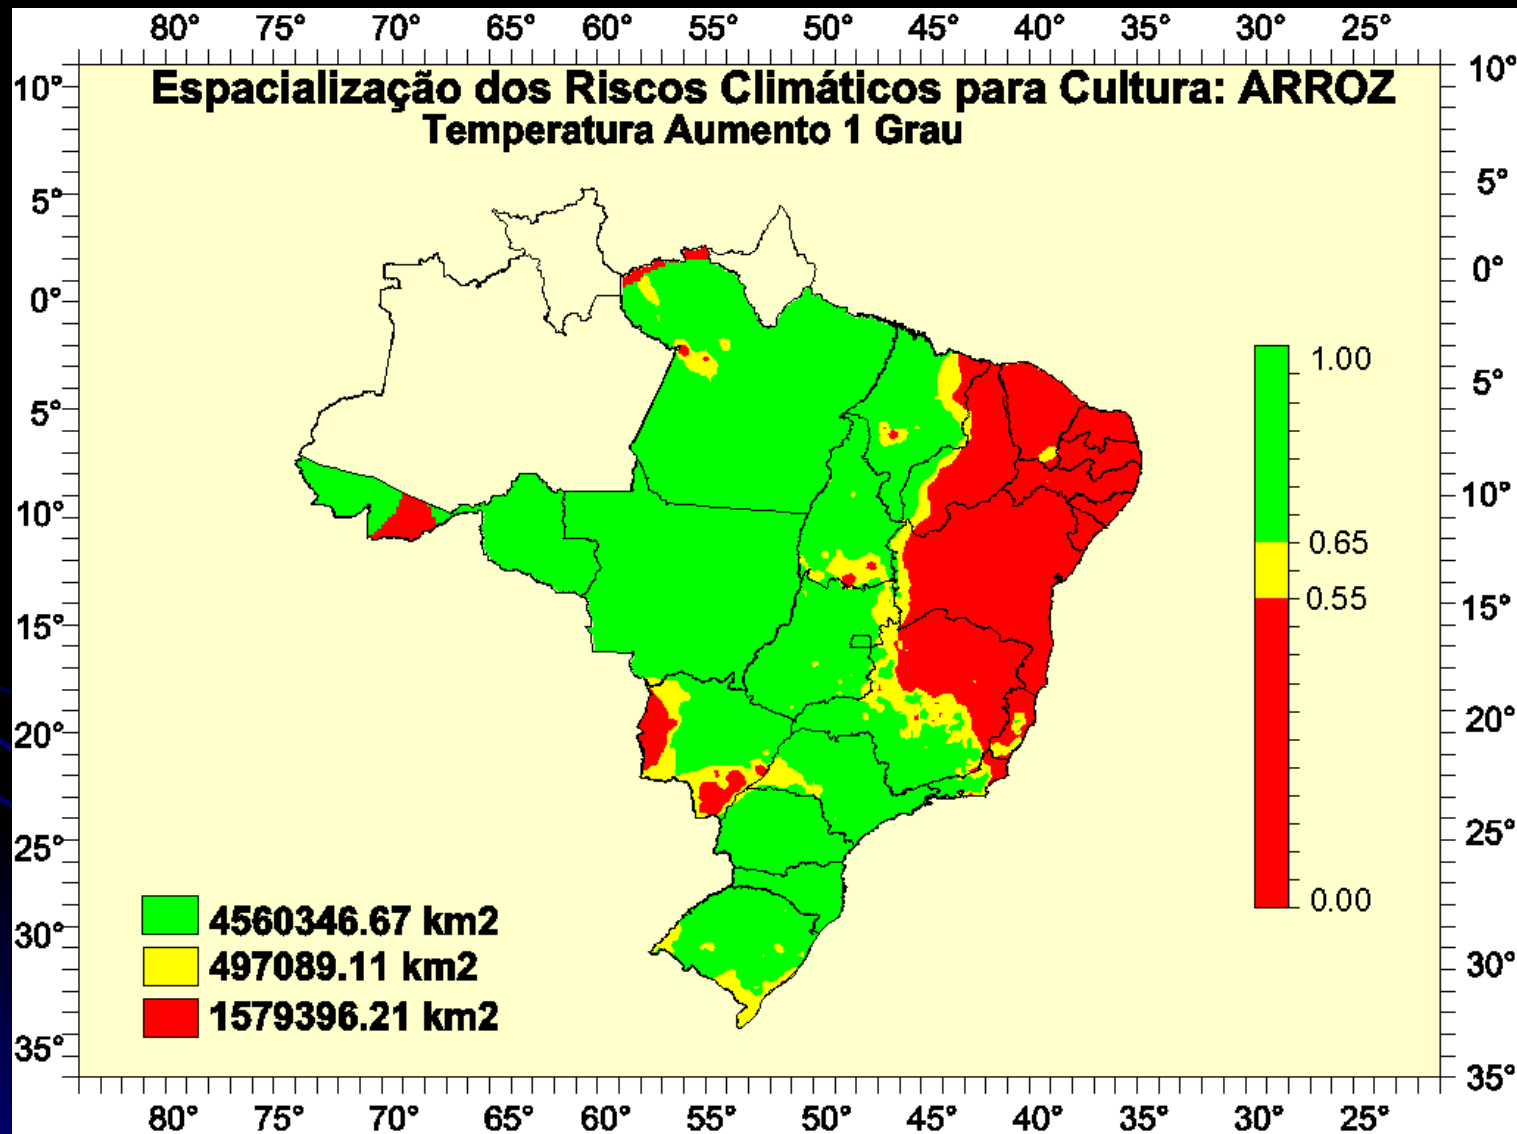 80° 75° 70° 65° 60° 55° 50° 45° 40° 35° 30° 25°
Espacialização dos Riscos Climáticos para Cultura: ARROZ
Temperatura Aumento 1 Grau
10° 10°
5° 5°
0° 0°
5° 5°
10° 10°
15° 15°
20° 20°
25° 25°
30° 30°
35° 35°
1.00
0.65
0.55
0.00
4560346.67 km2
497089.11 km2
1579396.21 km2
80° 75° 70° 65° 60° 55° 50° 45° 40° 35° 30° 25°